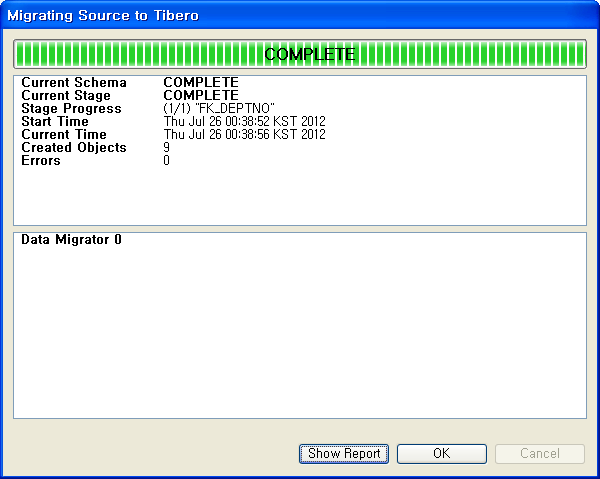 Migrating Source to Tibero
COMPLETE
Current Schema COMPLETE
Current Stage COMPLETE
Stage Progress (1/1) "FK_DEPTNO"
Start Time Thu Jul 26 00:38:52 KST 2012
Current Time Thu Jul 26 00:38:56 KST 2012
Created Objects 9
Errors 0
Data Migrator 0
Show Report OK Cancel